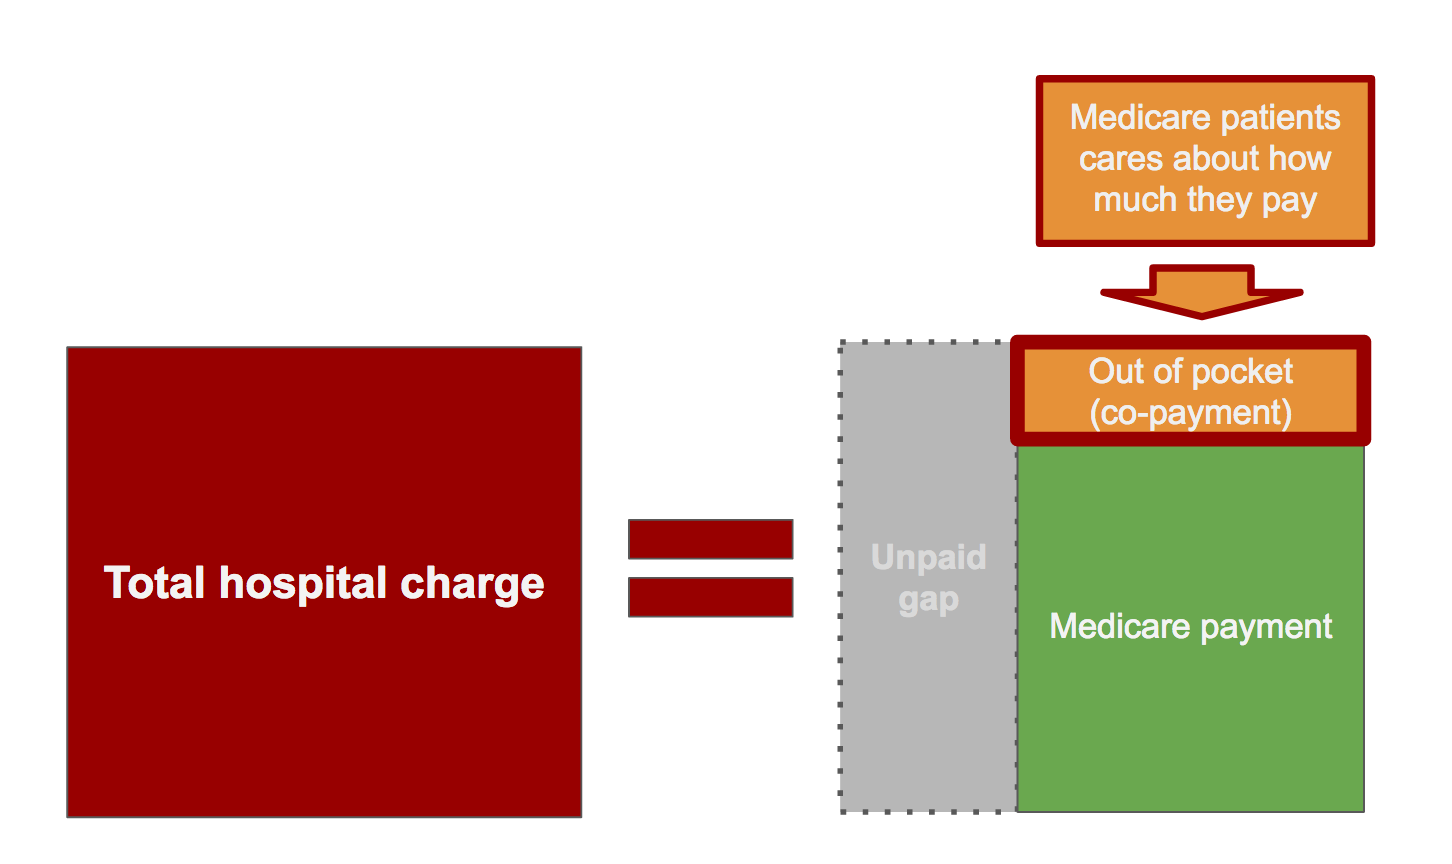 Medicare patients
cares about how
much they pay
Out of pocket
(co-payment)
Total hospital charge
Unpaid
gap
Medicare payment